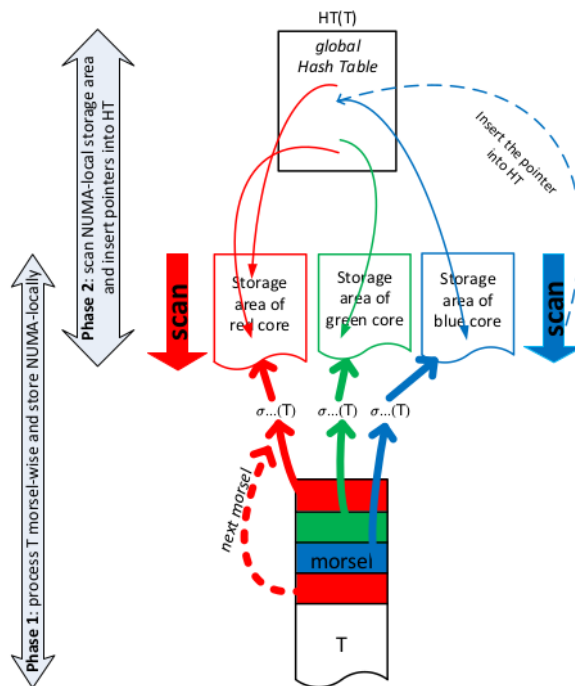 HT(T)
global
Hash Table
Insert the pointer
into HT
Phase 2: scan NUMA-local storage area
and insert pointers into HT
Phase 1: process T morsel-wise and store NUMA-locally
scan
Storage
area of
red core
Storage
area of
green core
Storage
area of
blue core
scan
σ...(T)
σ...(T)
σ...(T)
next morsel
morsel
T